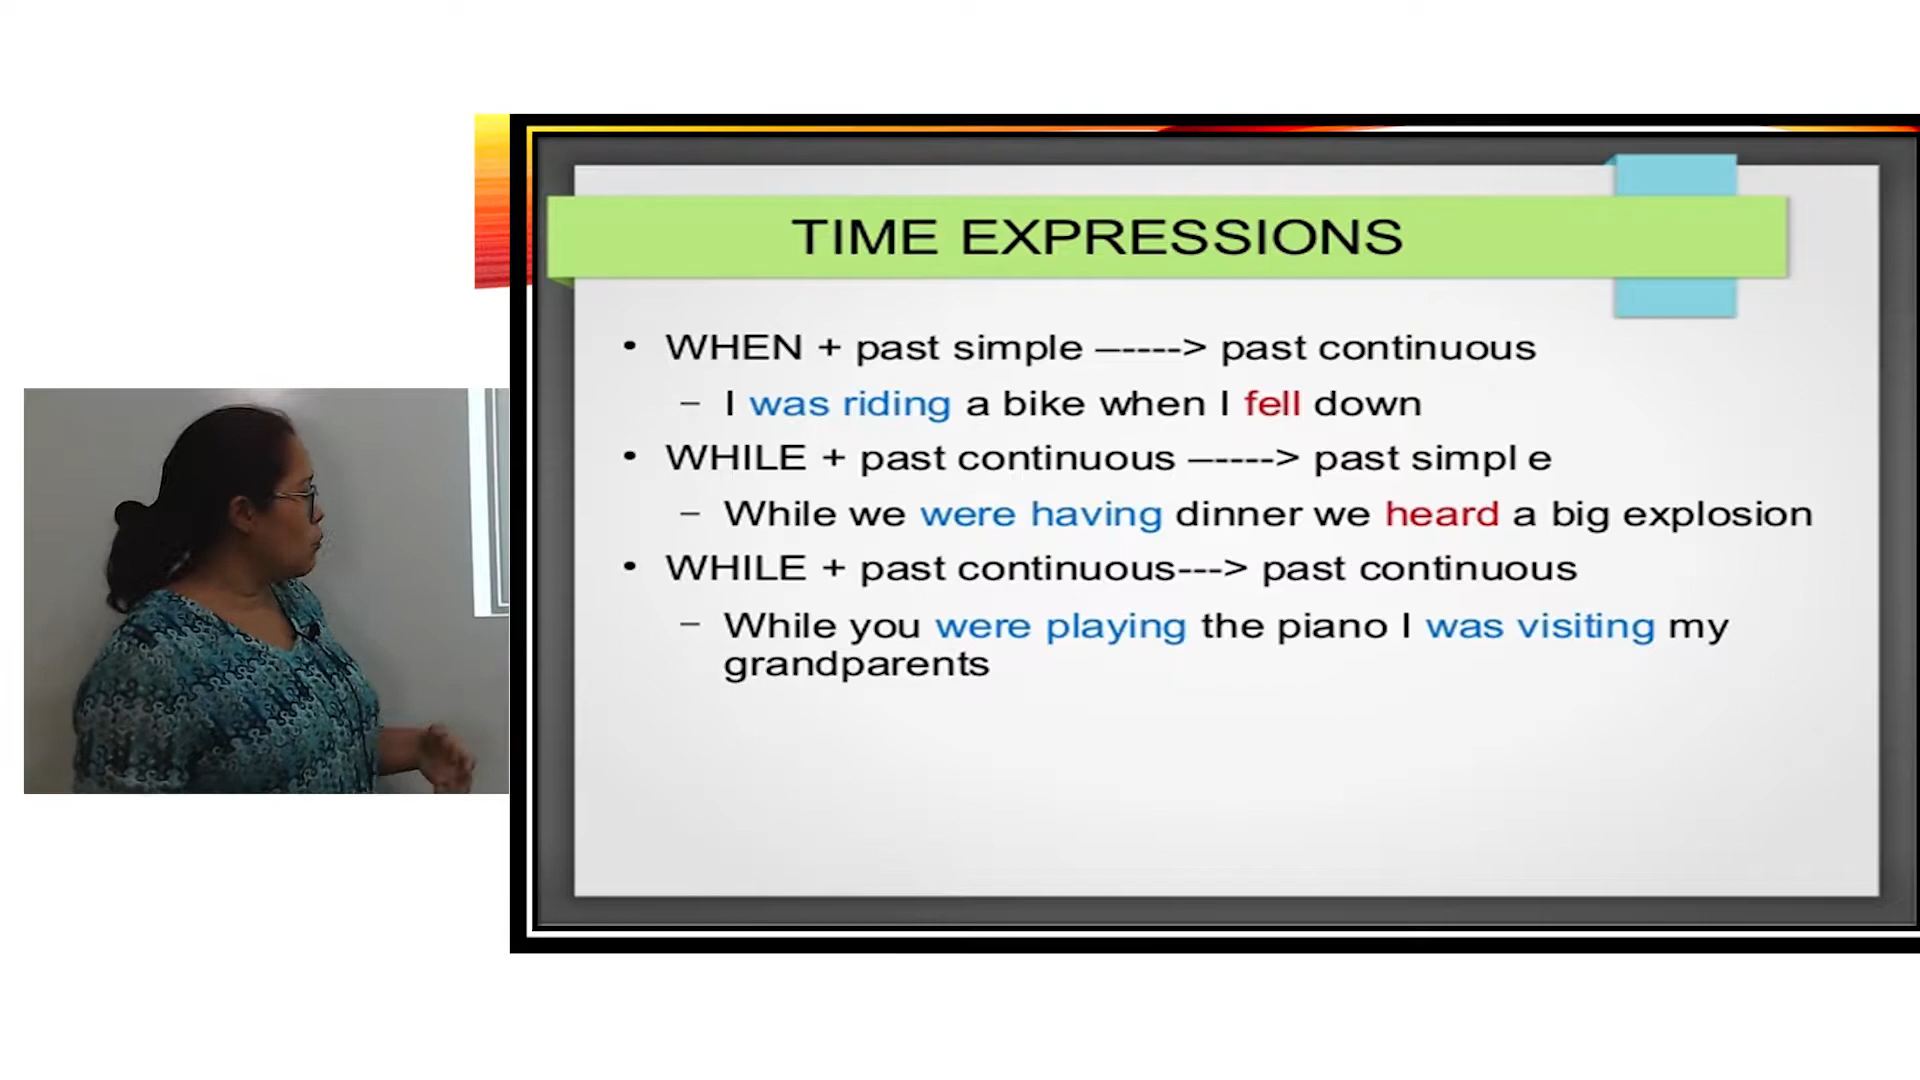 TIME EXPRESSIONS
• WHEN + past simple –----> past continuous
– I was riding a bike when I fell down
• WHILE + past continuous –----> past simpl e
– While we were having dinner we heard a big explosion
• WHILE + past continuous---> past continuous
– While you were playing the piano I was visiting my
grandparents